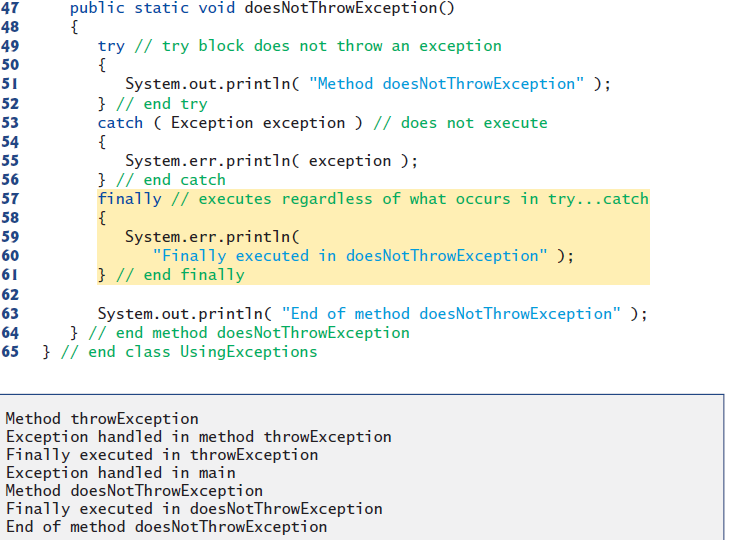 47 public static void doesNotThrowException()
48 {
49 try // try block does not throw an exception
50 {
51 System.out.println( "Method doesNotThrowException" );
52 } // end try
53 catch ( Exception exception ) // does not execute
54 {
55 System.err.println( exception );
56 } // end catch
57 finally // executes regardless of what occurs in try...catch
58 {
59 System.err.println(
60 "Finally executed in doesNotThrowException" );
61 } // end finally
62
63 System.out.println( "End of method doesNotThrowException" );
64 } // end method doesNotThrowException
65 } // end class UsingExceptions
Method throwException
Exception handled in method throwException
Finally executed in throwException
Exception handled in main
Method doesNotThrowException
Finally executed in doesNotThrowException
End of method doesNotThrowException